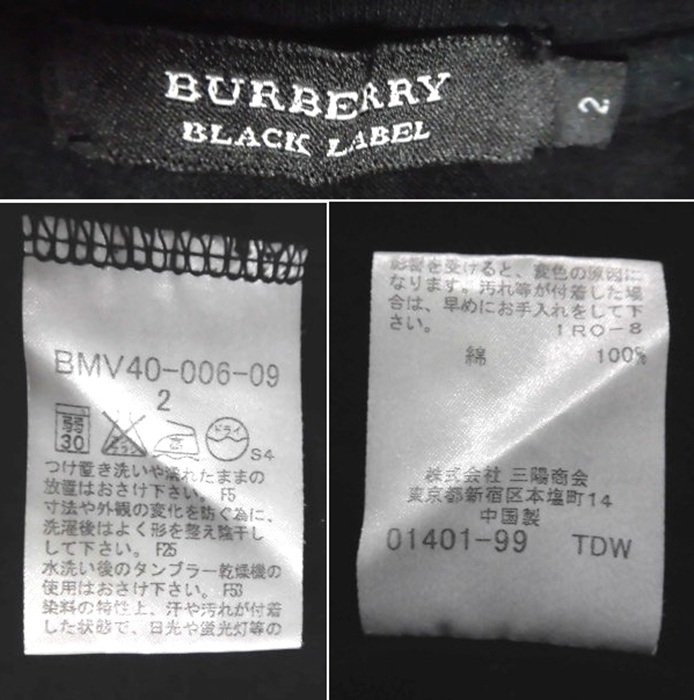 BURBERRY
BLACK LABEL
2
BMV40-006-09
2
弱
30
エンソサラシ
ドライ
S4
つけ置き洗いや濡れたままの
放置はおさけ下さい。 F5
寸法や外観の変化を防ぐ為に、
洗濯後はよく形を整え陰干し
して下さい。 F25
水洗い後のタンブラー乾燥機の
使用はおさけ下さい。 F53
染料の特性上、汗や汚れが付着
した状態で、日光や蛍光灯等の
影響を受けると、変色の原因に
なります。汚れ等が付着した場
合は、早めにお手入れをして下
さい。 1RO-8
綿 100%
株式会社 三陽商会
東京都新宿区本塩町14
中国製
01401-99 TDW